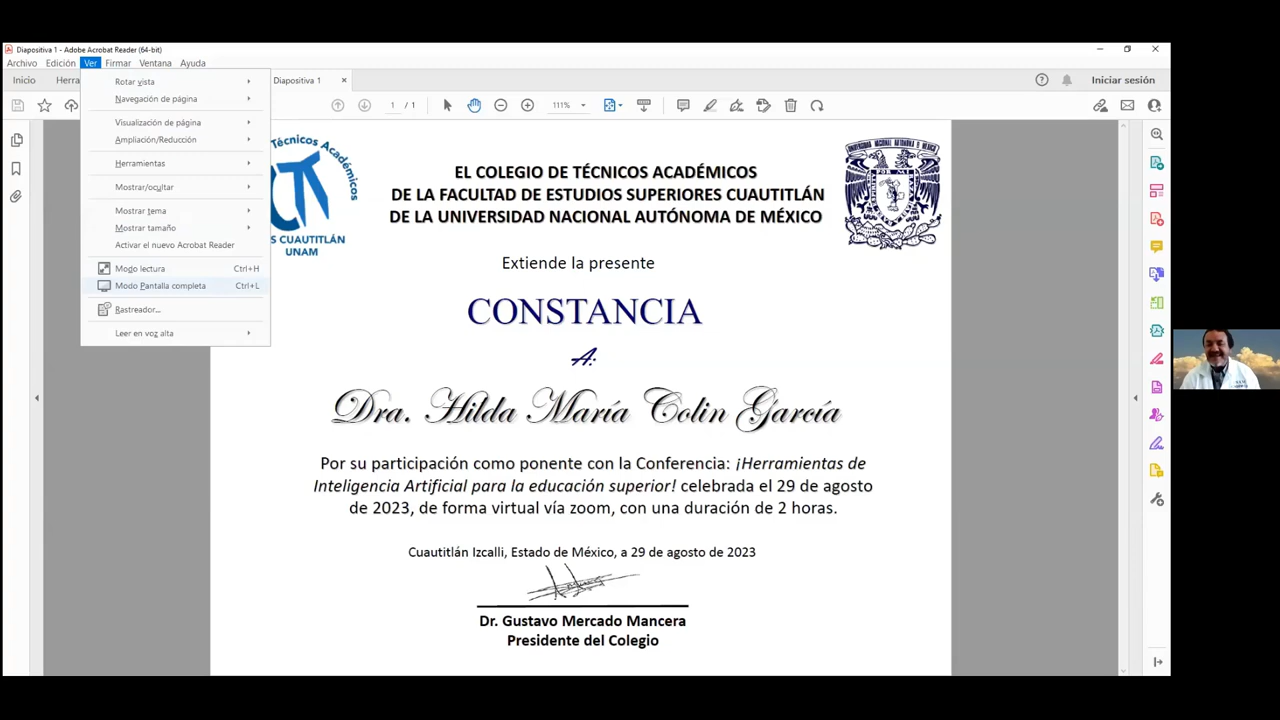 Diapositiva 1 - Adobe Acrobat Reader (64-bit)
Archivo Edición Ver Firmar Ventana Ayuda
Inicio Herra Diapositiva 1 Iniciar sesión
1 / 1 111%
Rotar vista
Navegación de página
Visualización de página
Ampliación/Reducción
Herramientas
Mostrar/ocultar
Mostrar tema
Mostrar tamaño
Activar el nuevo Acrobat Reader
Modo lectura Ctrl+H
Modo Pantalla completa Ctrl+L
Rastreador...
Leer en voz alta
Técnicos Académicos
S CUAUTITLÁN
UNAM
EL COLEGIO DE TÉCNICOS ACADÉMICOS
DE LA FACULTAD DE ESTUDIOS SUPERIORES CUAUTITLÁN
DE LA UNIVERSIDAD NACIONAL AUTÓNOMA DE MÉXICO
Extiende la presente
CONSTANCIA
A:
Dra. Hilda María Colin García
Por su participación como ponente con la Conferencia: ¡Herramientas de
Inteligencia Artificial para la educación superior! celebrada el 29 de agosto
de 2023, de forma virtual vía zoom, con una duración de 2 horas.
Cuautitlán Izcalli, Estado de México, a 29 de agosto de 2023
Dr. Gustavo Mercado Mancera
Presidente del Colegio